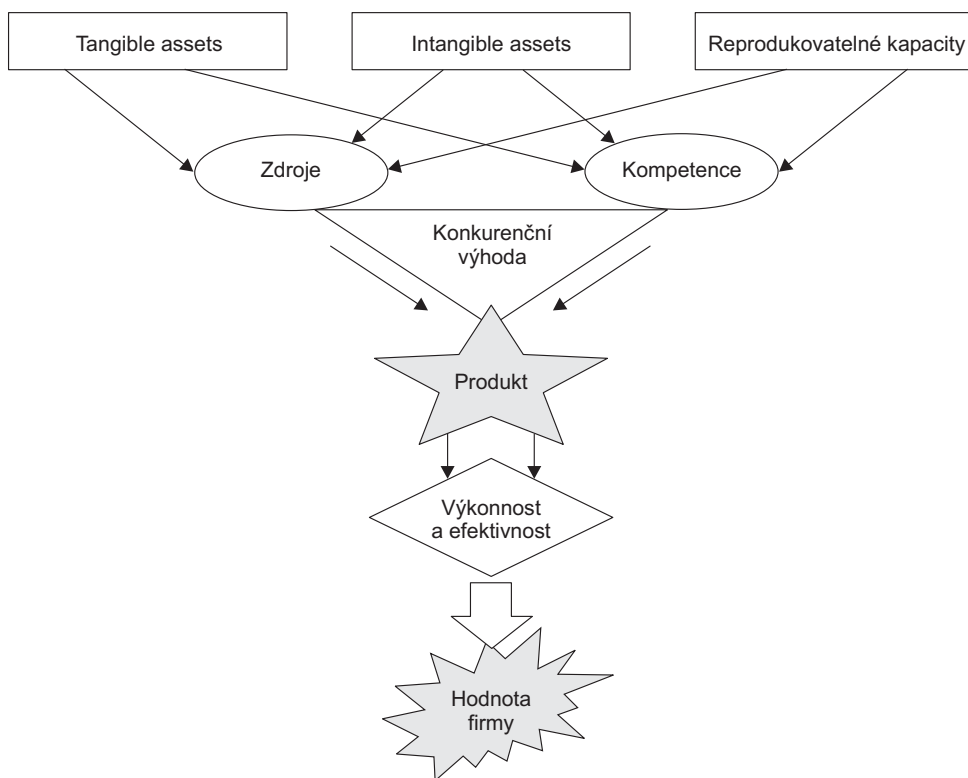 Tangible assets
Intangible assets
Reprodukovatelné kapacity
Zdroje
Kompetence
Konkurenční
výhoda
Produkt
Výkonnost
a efektivnost
Hodnota
firmy